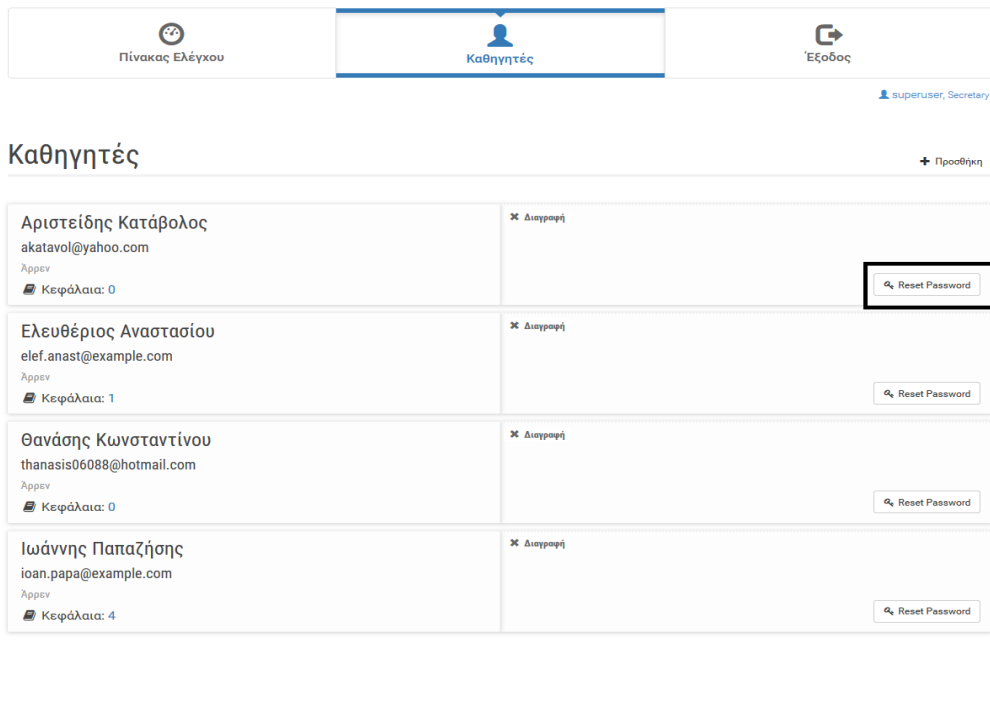 Πίνακας Ελέγχου
Καθηγητές
Έξοδος
superuser, Secretary
Καθηγητές
Προσθήκη
Αριστείδης Κατάβολος
Διαγραφή
akatavol@yahoo.com
Άρρεν
Κεφάλαια: 0
Reset Password
Ελευθέριος Αναστασίου
Διαγραφή
elef.anast@example.com
Άρρεν
Κεφάλαια: 1
Reset Password
Θανάσης Κωνσταντίνου
Διαγραφή
thanasis06088@hotmail.com
Άρρεν
Κεφάλαια: 0
Reset Password
Ιωάννης Παπαζήσης
Διαγραφή
ioan.papa@example.com
Άρρεν
Κεφάλαια: 4
Reset Password